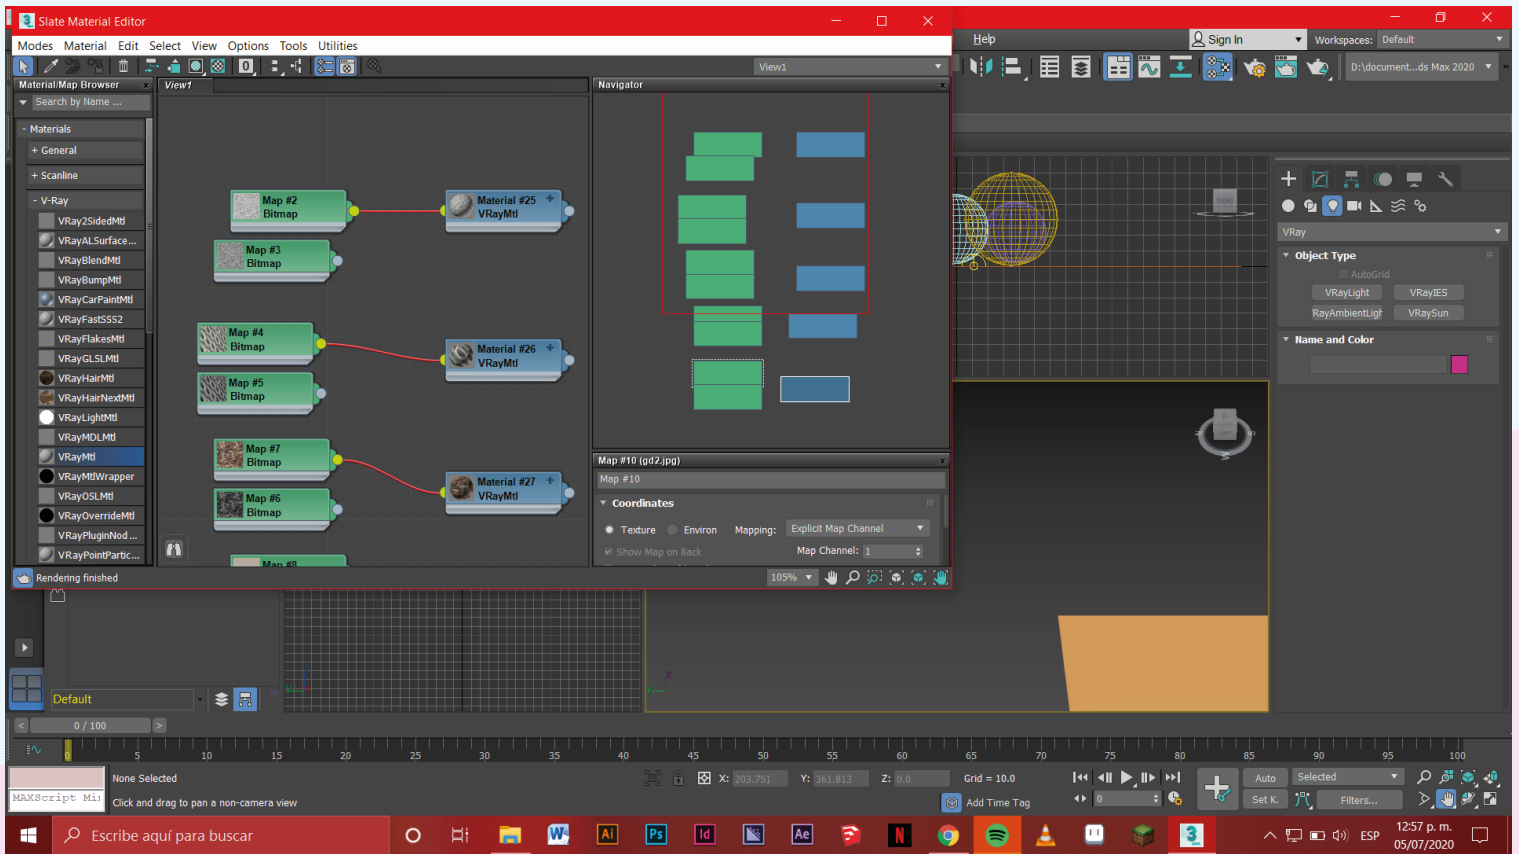 Slate Material Editor
Modes Material Edit Select View Options Tools Utilities
Help
Sign In
Workspaces: Default
View1
D:\document...ds Max 2020
Material/Map Browser x
View1
Navigator x
Search by Name ...
- Materials
+ General
+ Scanline
- V-Ray
VRay2SidedMtl
VRayALSurface...
VRayBlendMtl
VRayBumpMtl
VRayCarPaintMtl
VRayFastSSS2
VRayFlakesMtl
VRayGLSLMtl
VRayHairMtl
VRayHairNextMtl
VRayLightMtl
VRayMDLMtl
VRayMtl
VRayMtlWrapper
VRayOSLMtl
VRayOverrideMtl
VRayPluginNod...
VRayPointPartic...
Map #2
Bitmap
Material #25
VRayMtl
Map #3
Bitmap
Map #4
Bitmap
Material #26
VRayMtl
Map #5
Bitmap
Map #7
Bitmap
Material #27
VRayMtl
Map #6
Bitmap
Map #8
Map #10 (gd2.jpg) x
Map #10
Coordinates
Texture Environ Mapping: Explicit Map Channel
Show Map on Back Map Channel: 1
Rendering finished
105%
VRay
Object Type
AutoGrid
VRayLight VRayIES
RayAmbientLigh VRaySun
Name and Color
Default
< 0 / 100 >
0 5 10 15 20 25 30 35 40 45 50 55 60 65 70 75 80 85 90 95 100
None Selected
X: 203.751 Y: 361.813 Z: 0.0 Grid = 10.0
Auto Selected
MAXScript Mi
Click and drag to pan a non-camera view
Add Time Tag
0
Set K. Filters...
Escribe aquí para buscar
Ai Ps Id Ae N
3
MAX
ESP
12:57 p. m.
05/07/2020